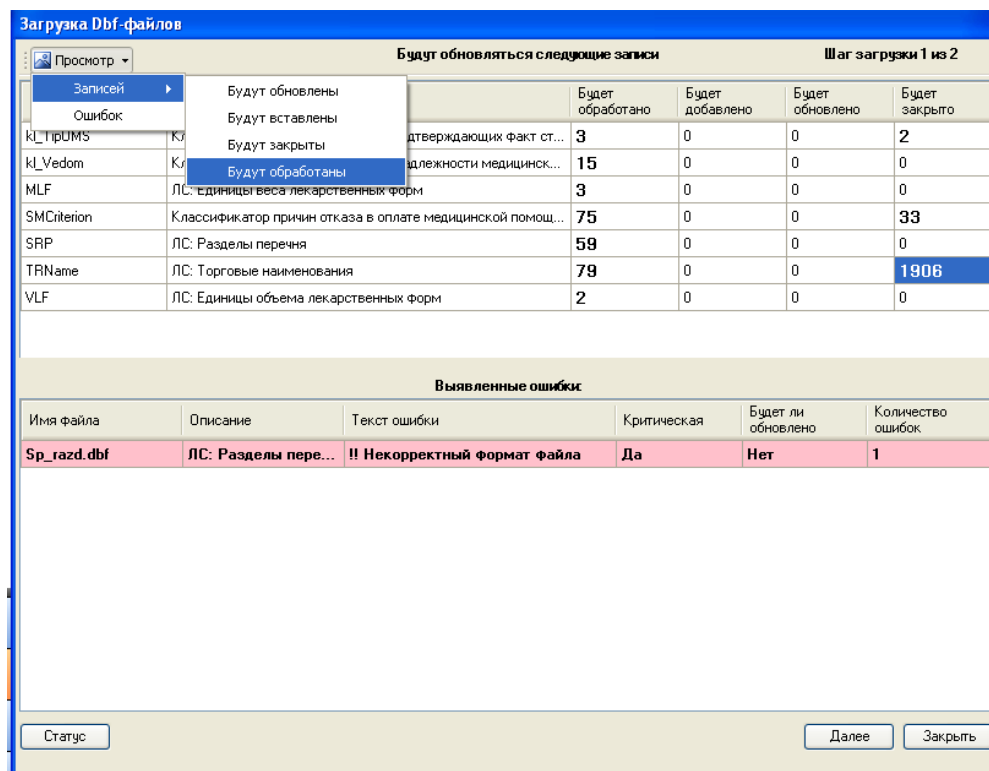 Загрузка Dbf-файлов
Просмотр
Будут обновляться следующие записи
Шаг загрузки 1 из 2
Записей
Ошибок
Будут обновлены
Будут вставлены
Будут закрыты
Будут обработаны
Будет обработано
Будет добавлено
Будет обновлено
Будет закрыто
kl_TipOMS Кл дтверждающих факт ст... 3 0 0 2
kl_Vedom Кл адлежности медицинск... 15 0 0 0
MLF ЛС: Единицы веса лекарственных форм 3 0 0 0
SMCriterion Классификатор причин отказа в оплате медицинской помощ... 75 0 0 33
SRP ЛС: Разделы перечня 59 0 0 0
TRName ЛС: Торговые наименования 79 0 0 1906
VLF ЛС: Единицы объема лекарственных форм 2 0 0 0
Выявленные ошибки:
Имя файла Описание Текст ошибки Критическая Будет ли обновлено Количество ошибок
Sp_razd.dbf ЛС: Разделы пере... !! Некорректный формат файла Да Нет 1
Статус Далее Закрыть